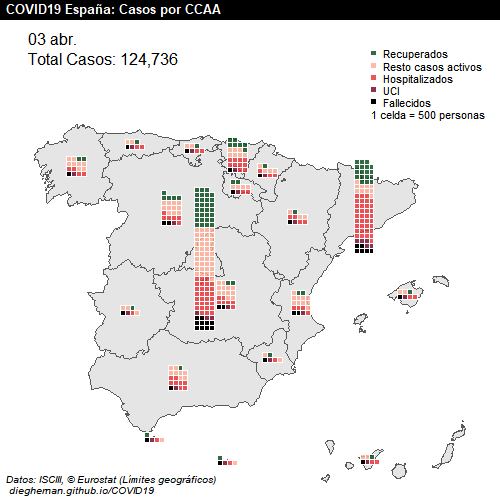 COVID19 España: Casos por CCAA
03 abr.
Total Casos: 124,736
Recuperados
Resto casos activos
Hospitalizados
UCI
Fallecidos
1 celda = 500 personas
Datos: ISCIII, © Eurostat (Límites geográficos)
diegheman.github.io/COVID19